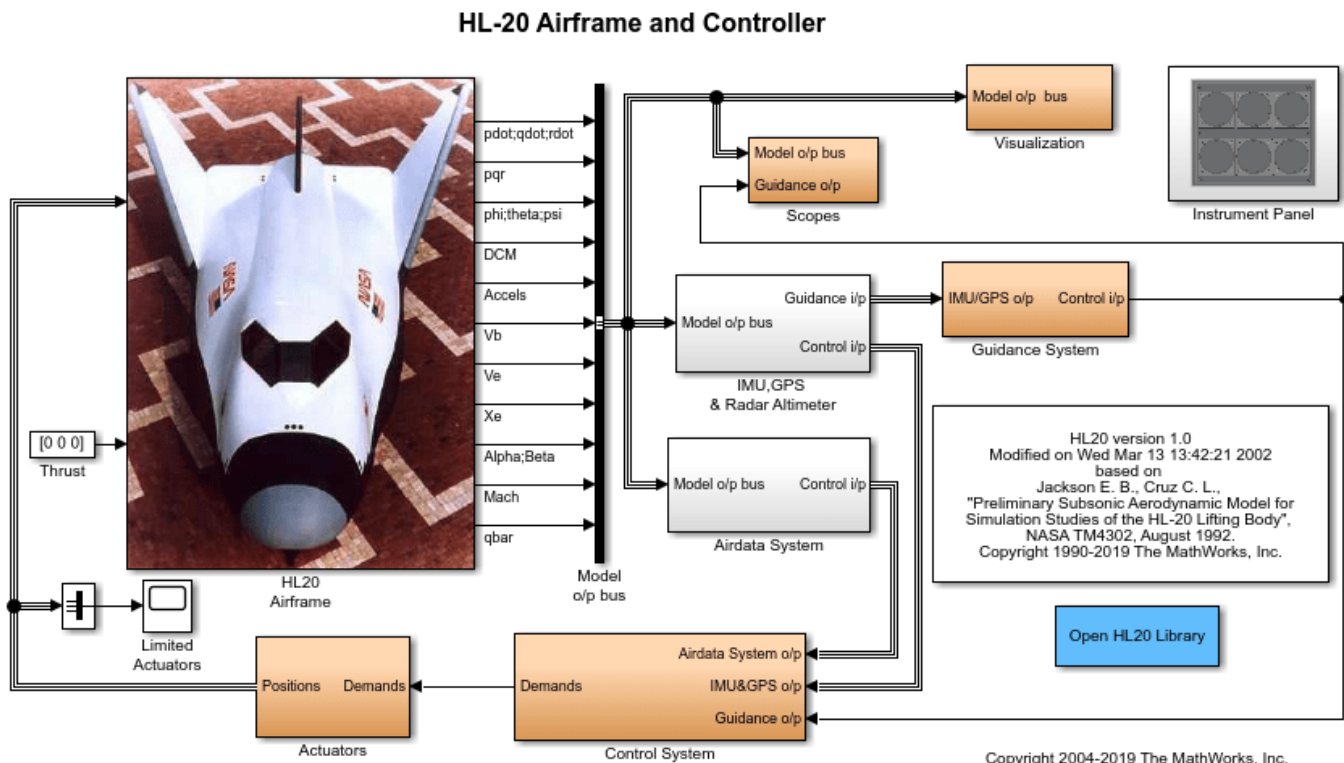 HL-20 Airframe and Controller
pdot;qdot;rdot
pqr
phi;theta;psi
DCM
Accels
Vb
Ve
Xe
Alpha;Beta
Mach
qbar
NASA
HL20
Airframe
[0 0 0]
Thrust
Limited
Actuators
Model
o/p bus
Model o/p  bus
Visualization
Model o/p bus
Guidance o/p
Scopes
Instrument Panel
Model o/p bus
Guidance i/p
Control i/p
IMU,GPS
& Radar Altimeter
IMU/GPS o/p
Control i/p
Guidance System
Model o/p bus
Control i/p
Airdata System
HL20 version 1.0
Modified on Wed Mar 13 13:42:21 2002
based on
Jackson E. B., Cruz C. L.,
"Preliminary Subsonic Aerodynamic Model for
Simulation Studies of the HL-20 Lifting Body",
NASA TM4302, August 1992.
Copyright 1990-2019 The MathWorks, Inc.
Open HL20 Library
Positions
Demands
Actuators
Demands
Airdata System o/p
IMU&GPS o/p
Guidance o/p
Control System
Copyright 2004-2019 The MathWorks, Inc.